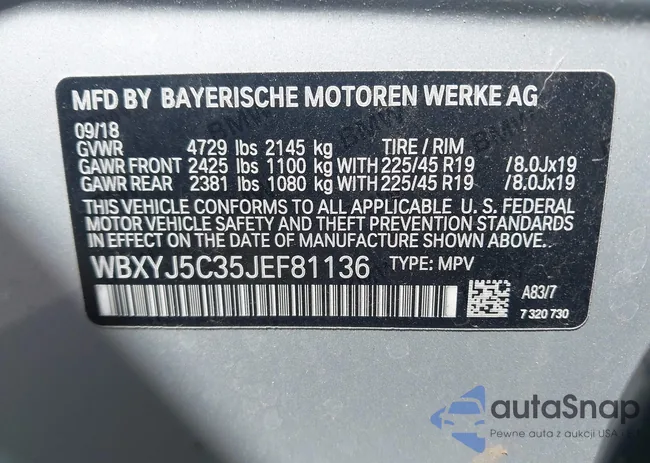 MFD BY BAYERISCHE MOTOREN WERKE AG
09/18
GVWR 4729 lbs 2145 kg TIRE / RIM
GAWR FRONT 2425 lbs 1100 kg WITH 225/45 R19 /8.0Jx19
GAWR REAR 2381 lbs 1080 kg WITH 225/45 R19 /8.0Jx19
THIS VEHICLE CONFORMS TO ALL APPLICABLE U. S. FEDERAL
MOTOR VEHICLE SAFETY AND THEFT PREVENTION STANDARDS
IN EFFECT ON THE DATE OF MANUFACTURE SHOWN ABOVE.
WBXYJ5C35JEF81136 TYPE: MPV
A83/7
7 320 730
autaSnap
Pewne auta z aukcji USA